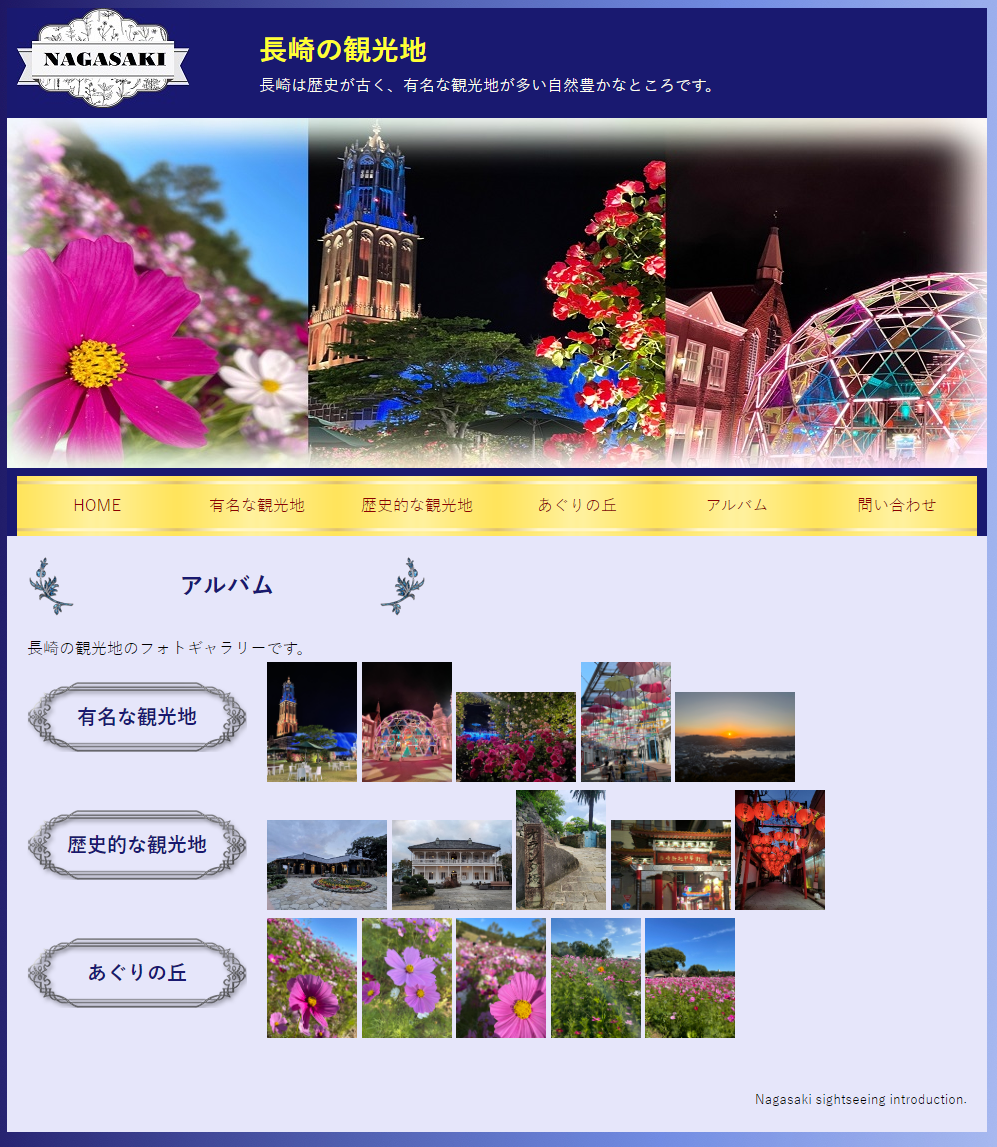 NAGASAKI
長崎の観光地
長崎は歴史が古く、有名な観光地が多い自然豊かなところです。
HOME
有名な観光地
歴史的な観光地
あぐりの丘
アルバム
問い合わせ
アルバム
長崎の観光地のフォトギャラリーです。
有名な観光地
歴史的な観光地
あぐりの丘
Nagasaki sightseeing introduction.